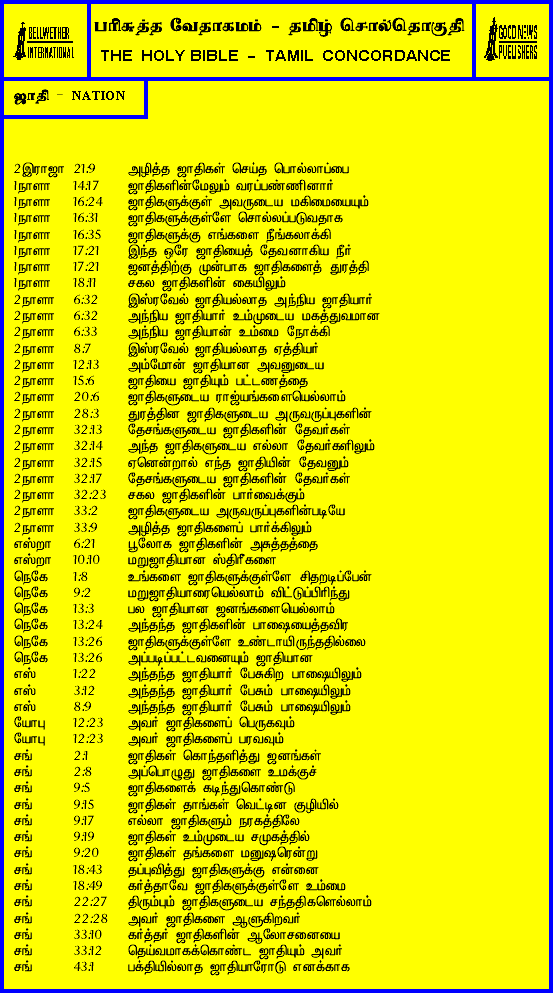 BELLWETHER
INTERNATIONAL
பரிசுத்த வேதாகமம் - தமிழ் சொல்தொகுதி
THE HOLY BIBLE - TAMIL CONCORDANCE
GOOD NEWS
PUBLISHERS
ஜாதி - NATION
2இராஜா 21:9 அழித்த ஜாதிகள் செய்த பொல்லாப்பை
1நாளா 14:17 ஜாதிகளின்மேலும் வரப்பண்ணினார்
1நாளா 16:24 ஜாதிகளுக்குள் அவருடைய மகிமையையும்
1நாளா 16:31 ஜாதிகளுக்குள்ளே சொல்லப்படுவதாக
1நாளா 16:35 ஜாதிகளுக்கு எங்களை நீங்கலாக்கி
1நாளா 17:21 இந்த ஒரே ஜாதியைத் தேவனாகிய நீர்
1நாளா 17:21 ஜனத்திற்கு முன்பாக ஜாதிகளைத் துரத்தி
1நாளா 18:11 சகல ஜாதிகளின் கையிலும்
2நாளா 6:32 இஸ்ரவேல் ஜாதியல்லாத அந்நிய ஜாதியார்
2நாளா 6:32 அந்நிய ஜாதியார் உம்முடைய மகத்துவமான
2நாளா 6:33 அந்நிய ஜாதியான் உம்மை நோக்கி
2நாளா 8:7 இஸ்ரவேல் ஜாதியல்லாத ஏத்தியர்
2நாளா 12:13 அம்மோன் ஜாதியான அவனுடைய
2நாளா 15:6 ஜாதியை ஜாதியும் பட்டணத்தை
2நாளா 20:6 ஜாதிகளுடைய ராஜ்யங்களையெல்லாம்
2நாளா 28:3 துரத்தின ஜாதிகளுடைய அருவருப்புகளின்
2நாளா 32:13 தேசங்களுடைய ஜாதிகளின் தேவர்கள்
2நாளா 32:14 அந்த ஜாதிகளுடைய எல்லா தேவர்களிலும்
2நாளா 32:15 ஏனென்றால் எந்த ஜாதியின் தேவனும்
2நாளா 32:17 தேசங்களுடைய ஜாதிகளின் தேவர்கள்
2நாளா 32:23 சகல ஜாதிகளின் பார்வைக்கும்
2நாளா 33:2 ஜாதிகளுடைய அருவருப்புகளின்படியே
2நாளா 33:9 அழித்த ஜாதிகளைப் பார்க்கிலும்
எஸ்றா 6:21 பூலோக ஜாதிகளின் அசுத்தத்தை
எஸ்றா 10:10 மறுஜாதியான ஸ்திரீகளை
நெகே 1:8 உங்களை ஜாதிகளுக்குள்ளே சிதறடிப்பேன்
நெகே 9:2 மறுஜாதியாரையெல்லாம் விட்டுப்பிரிந்து
நெகே 13:3 பல ஜாதியான ஜனங்களையெல்லாம்
நெகே 13:24 அந்தந்த ஜாதிகளின் பாஷையைத்தவிர
நெகே 13:26 ஜாதிகளுக்குள்ளே உண்டாயிருந்ததில்லை
நெகே 13:26 அப்படிப்பட்டவனையும் ஜாதியான
எஸ் 1:22 அந்தந்த ஜாதியார் பேசுகிற பாஷையிலும்
எஸ் 3:12 அந்தந்த ஜாதியார் பேசும் பாஷையிலும்
எஸ் 8:9 அந்தந்த ஜாதியார் பேசும் பாஷையிலும்
யோபு 12:23 அவர் ஜாதிகளைப் பெருகவும்
யோபு 12:23 அவர் ஜாதிகளைப் பரவவும்
சங் 2:1 ஜாதிகள் கொந்தளித்து ஜனங்கள்
சங் 2:8 அப்பொழுது ஜாதிகளை உமக்குச்
சங் 9:5 ஜாதிகளைக் கடிந்துகொண்டு
சங் 9:15 ஜாதிகள் தாங்கள் வெட்டின குழியில்
சங் 9:17 எல்லா ஜாதிகளும் நரகத்திலே
சங் 9:19 ஜாதிகள் உம்முடைய சமுகத்தில்
சங் 9:20 ஜாதிகள் தங்களை மனுஷரென்று
சங் 18:43 தப்புவித்து ஜாதிகளுக்கு என்னை
சங் 18:49 கர்த்தாவே ஜாதிகளுக்குள்ளே உம்மை
சங் 22:27 திரும்பும் ஜாதிகளுடைய சந்ததிகளெல்லாம்
சங் 22:28 அவர் ஜாதிகளை ஆளுகிறவர்
சங் 33:10 கர்த்தர் ஜாதிகளின் ஆலோசனையை
சங் 33:12 தெய்வமாகக்கொண்ட ஜாதியும் அவர்
சங் 43:1 பக்தியில்லாத ஜாதியாரோடு எனக்காக